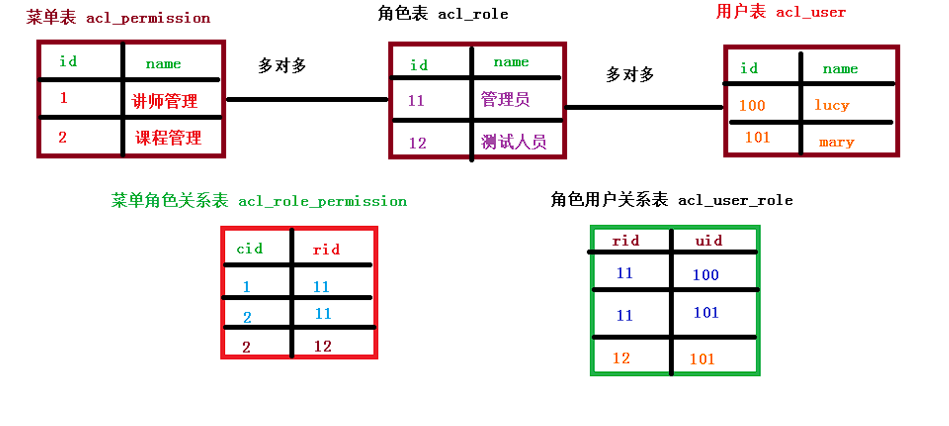 菜单表 acl_permission
角色表 acl_role
用户表 acl_user
id name
1 讲师管理
2 课程管理
多对多
id name
11 管理员
12 测试人员
多对多
id name
100 lucy
101 mary
菜单角色关系表 acl_role_permission
cid rid
1 11
2 11
2 12
角色用户关系表 acl_user_role
rid uid
11 100
11 101
12 101